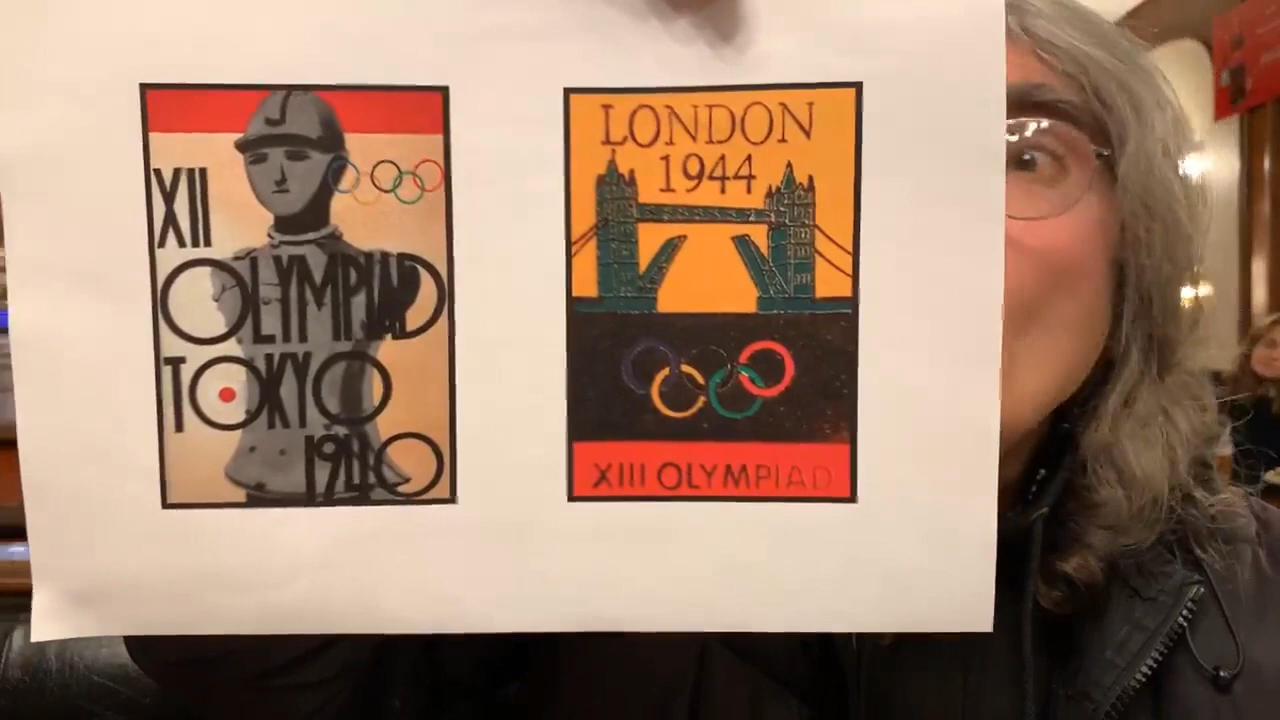 XII
OLYMPIAD
TOKYO
1940
LONDON
1944
XIII OLYMPIAD